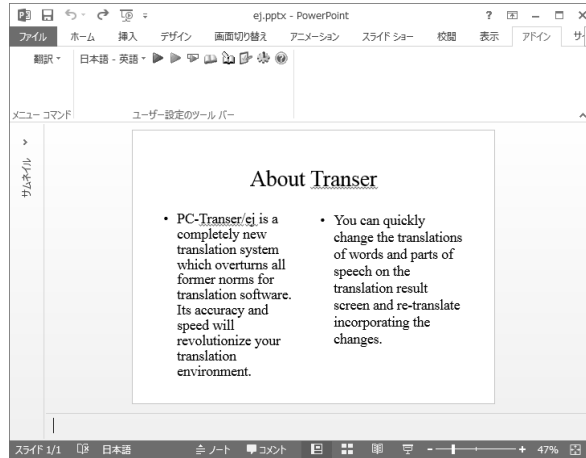 ej.pptx - PowerPoint
ファイル ホーム 挿入 デザイン 画面切り替え アニメーション スライド ショー 校閲 表示 アドイン サ
翻訳 日本語 - 英語
メニュー コマンド ユーザー設定のツール バー
サムネイル
About Transer
• PC-Transer/ej is a
completely new
translation system
which overturns all
former norms for
translation software.
Its accuracy and
speed will
revolutionize your
translation
environment.
• You can quickly
change the translations
of words and parts of
speech on the
translation result
screen and re-translate
incorporating the
changes.
スライド 1/1 日本語 ノート コメント 47%